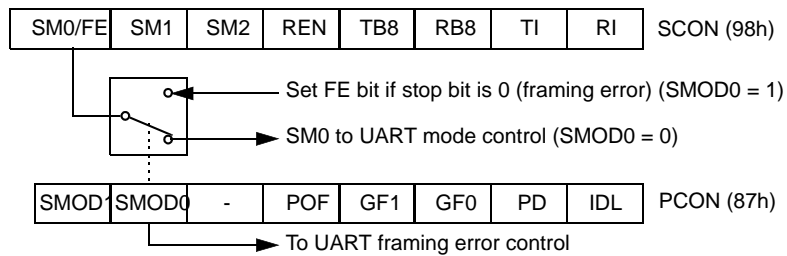 SM0/FE SM1 SM2 REN TB8 RB8 TI RI SCON (98h)
Set FE bit if stop bit is 0 (framing error) (SMOD0 = 1)
SM0 to UART mode control (SMOD0 = 0)
SMOD1 SMOD0 - POF GF1 GF0 PD IDL PCON (87h)
To UART framing error control